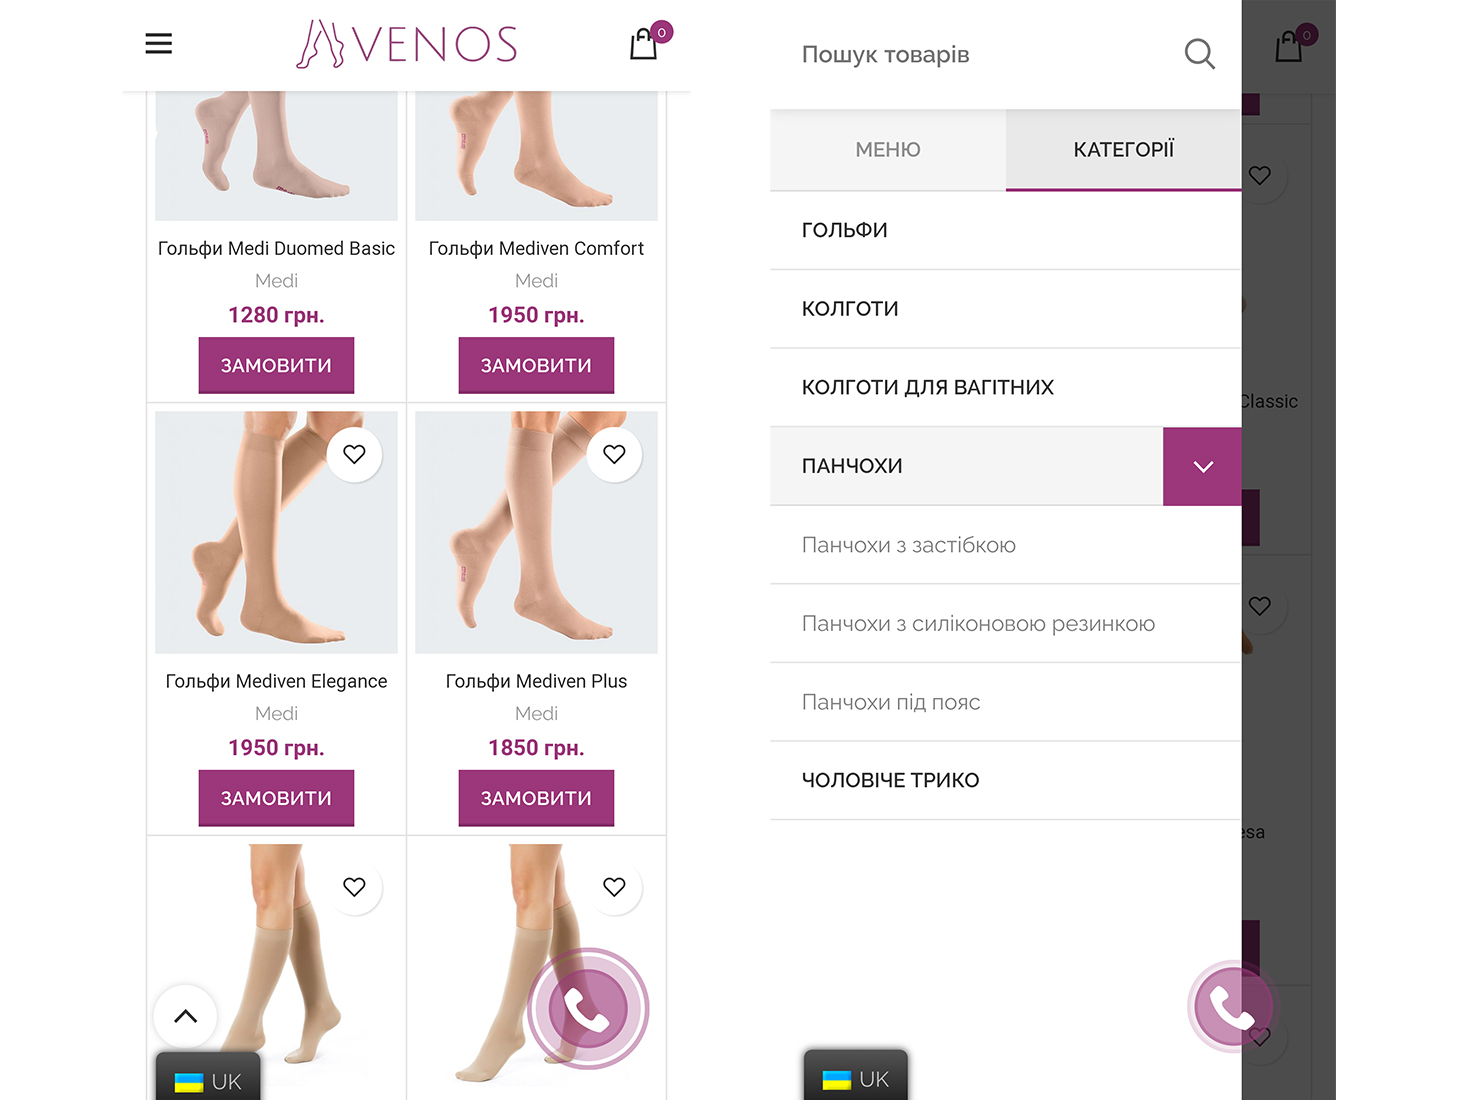 VENOS
0
Гольфи Medi Duomed Basic
Medi
1280 грн.
ЗАМОВИТИ
Гольфи Mediven Comfort
Medi
1950 грн.
ЗАМОВИТИ
Гольфи Mediven Elegance
Medi
1950 грн.
ЗАМОВИТИ
Гольфи Mediven Plus
Medi
1850 грн.
ЗАМОВИТИ
UK
Пошук товарів
0
МЕНЮ
КАТЕГОРІЇ
ГОЛЬФИ
КОЛГОТИ
КОЛГОТИ ДЛЯ ВАГІТНИХ
Classic
ПАНЧОХИ
Панчохи з застібкою
Панчохи з силіконовою резинкою
Панчохи під пояс
ЧОЛОВІЧЕ ТРИКО
esa
UK